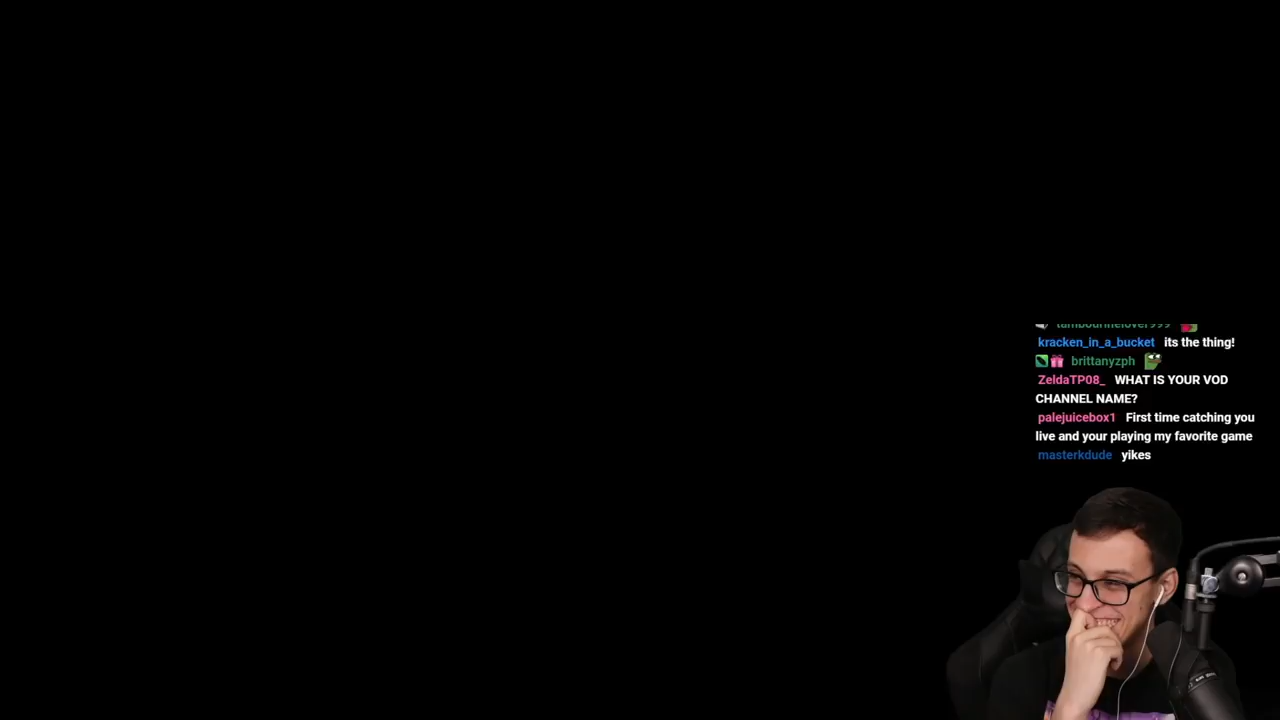 kracken_in_a_bucket its the thing!
brittanyzph
ZeldaTP08_ WHAT IS YOUR VOD
CHANNEL NAME?
palejuicebox1 First time catching you
live and your playing my favorite game
masterkdude yikes